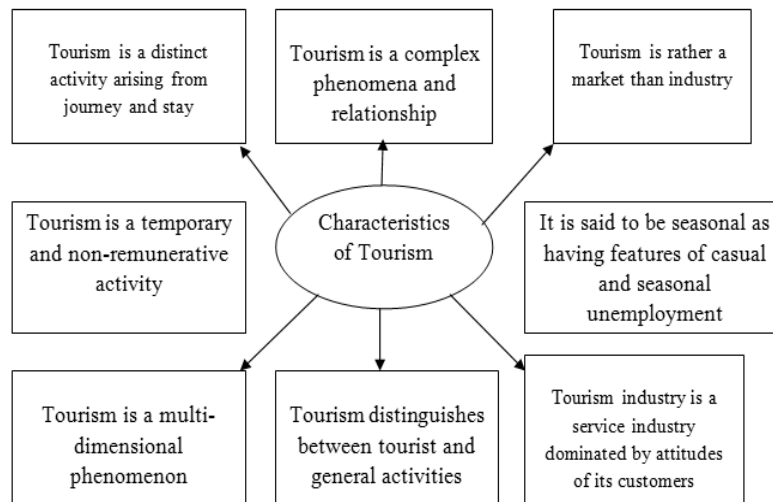 Tourism is a distinct
activity arising from
journey and stay
Tourism is a complex
phenomena and
relationship
Tourism is rather a
market than industry
Tourism is a temporary
and non-remunerative
activity
Characteristics
of Tourism
It is said to be seasonal as
having features of casual
and seasonal
unemployment
Tourism is a multi-
dimensional
phenomenon
Tourism distinguishes
between tourist and
general activities
Tourism industry is a
service industry
dominated by attitudes
of its customers